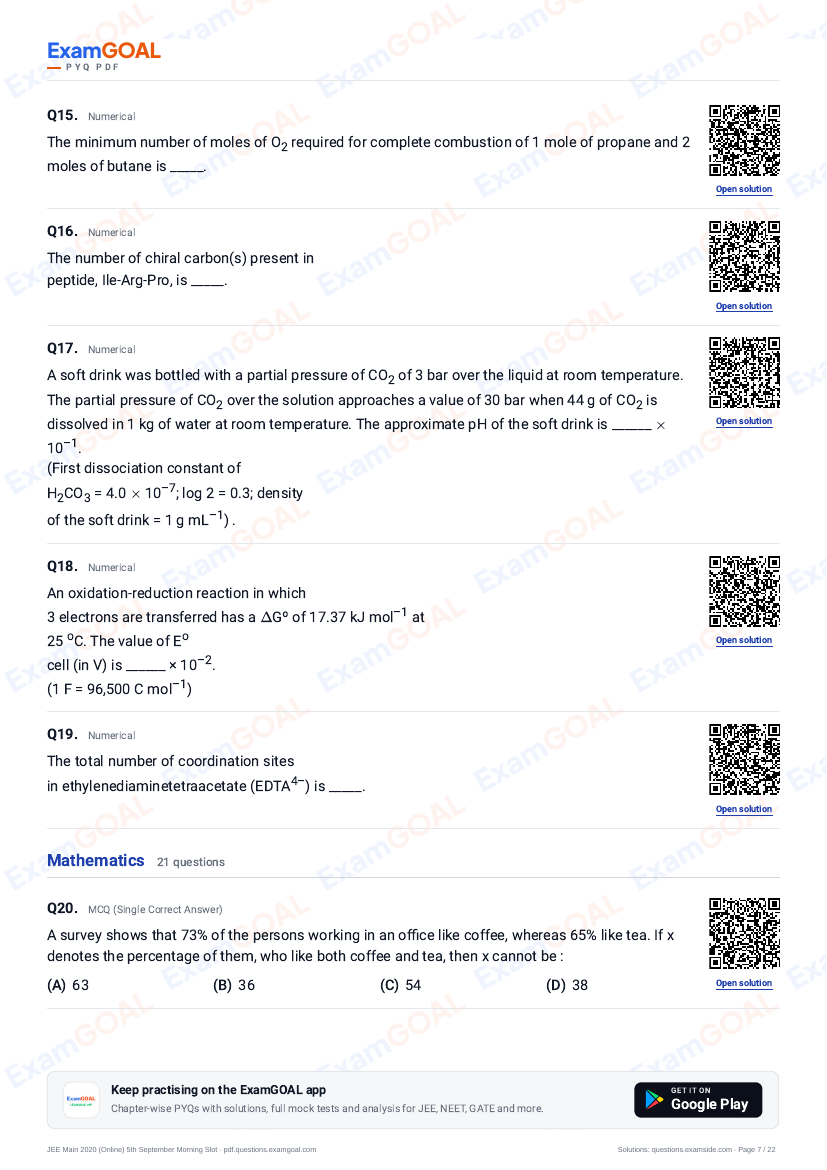 ExamGOAL
PYQ PDF
Q15. Numerical
The minimum number of moles of O2 required for complete combustion of 1 mole of propane and 2
moles of butane is _____.
Open solution
Q16. Numerical
The number of chiral carbon(s) present in
peptide, Ile-Arg-Pro, is _____.
Open solution
Q17. Numerical
A soft drink was bottled with a partial pressure of CO2 of 3 bar over the liquid at room temperature.
The partial pressure of CO2 over the solution approaches a value of 30 bar when 44 g of CO2 is
dissolved in 1 kg of water at room temperature. The approximate pH of the soft drink is ______ ×
10⁻¹.
(First dissociation constant of
H2CO3 = 4.0 × 10⁻⁷; log 2 = 0.3; density
of the soft drink = 1 g mL⁻¹) .
Open solution
Q18. Numerical
An oxidation-reduction reaction in which
3 electrons are transferred has a ΔGº of 17.37 kJ mol⁻¹ at
25 ⁰C. The value of E⁰
cell (in V) is ______ × 10⁻².
(1 F = 96,500 C mol⁻¹)
Open solution
Q19. Numerical
The total number of coordination sites
in ethylenediaminetetraacetate (EDTA⁴⁻) is _____.
Open solution
Mathematics 21 questions
Q20. MCQ (Single Correct Answer)
A survey shows that 73% of the persons working in an office like coffee, whereas 65% like tea. If x
denotes the percentage of them, who like both coffee and tea, then x cannot be :
(A) 63 (B) 36 (C) 54 (D) 38
Open solution
Keep practising on the ExamGOAL app
Chapter-wise PYQs with solutions, full mock tests and analysis for JEE, NEET, GATE and more.
GET IT ON
Google Play
JEE Main 2020 (Online) 5th September Morning Slot · pdf.questions.examgoal.com
Solutions: questions.examside.com · Page 7 / 22